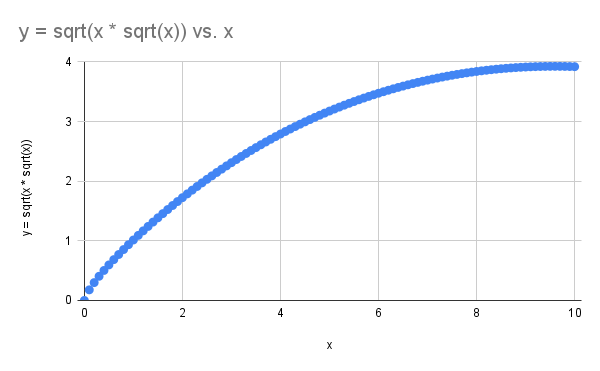 y = sqrt(x * sqrt(x)) vs. x
y = sqrt(x * sqrt(x))
4
3
2
1
0
0 2 4 6 8 10
x